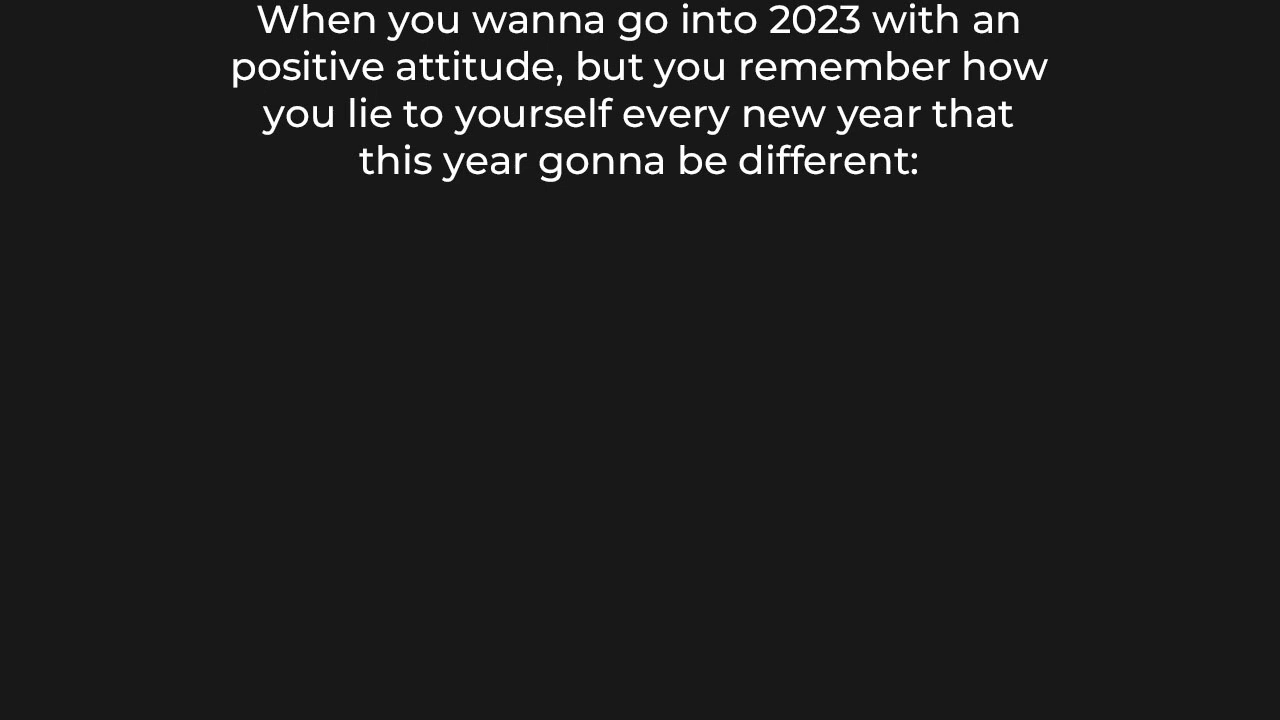 When you wanna go into 2023 with an
positive attitude, but you remember how
you lie to yourself every new year that
this year gonna be different: